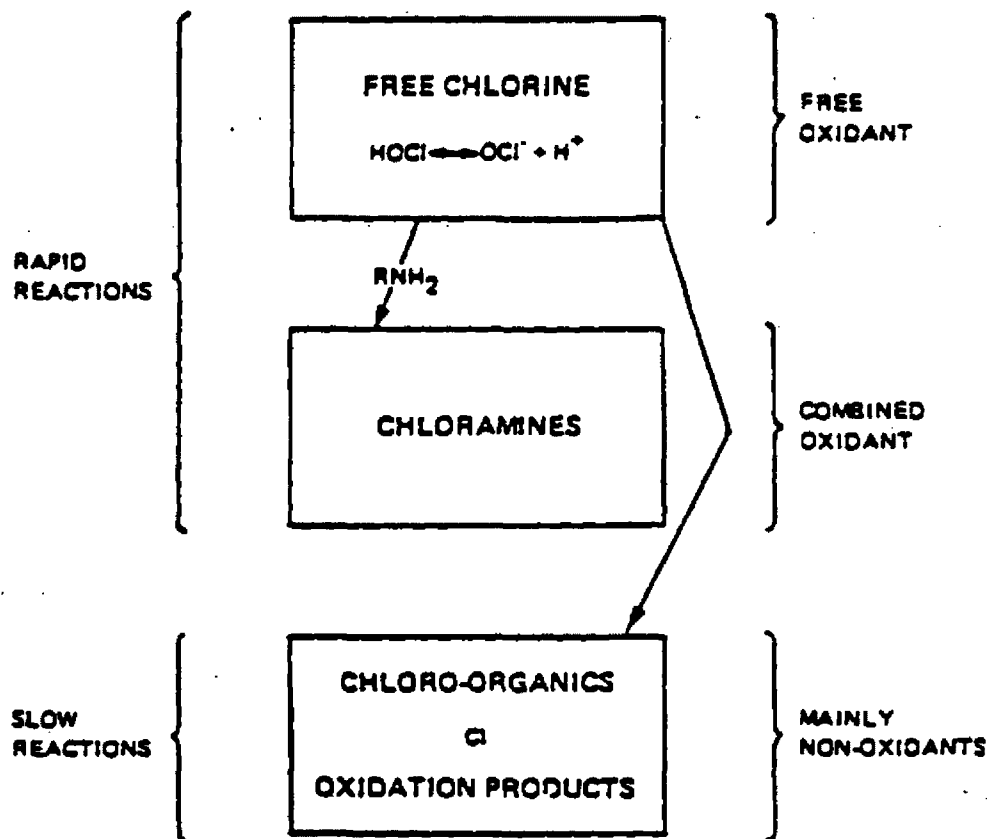 FREE CHLORINE
HOCl⟷OCl⁻ + H⁺
FREE
OXIDANT
RAPID
REACTIONS
RNH₂
CHLORAMINES
COMBINED
OXIDANT
SLOW
REACTIONS
CHLORO-ORGANICS
Cl
OXIDATION PRODUCTS
MAINLY
NON-OXIDANTS